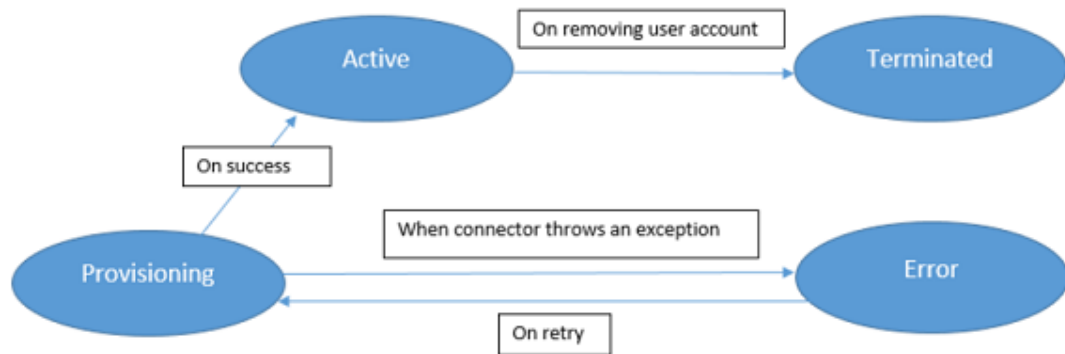 On removing user account
Active
Terminated
On success
When connector throws an exception
Provisioning
Error
On retry